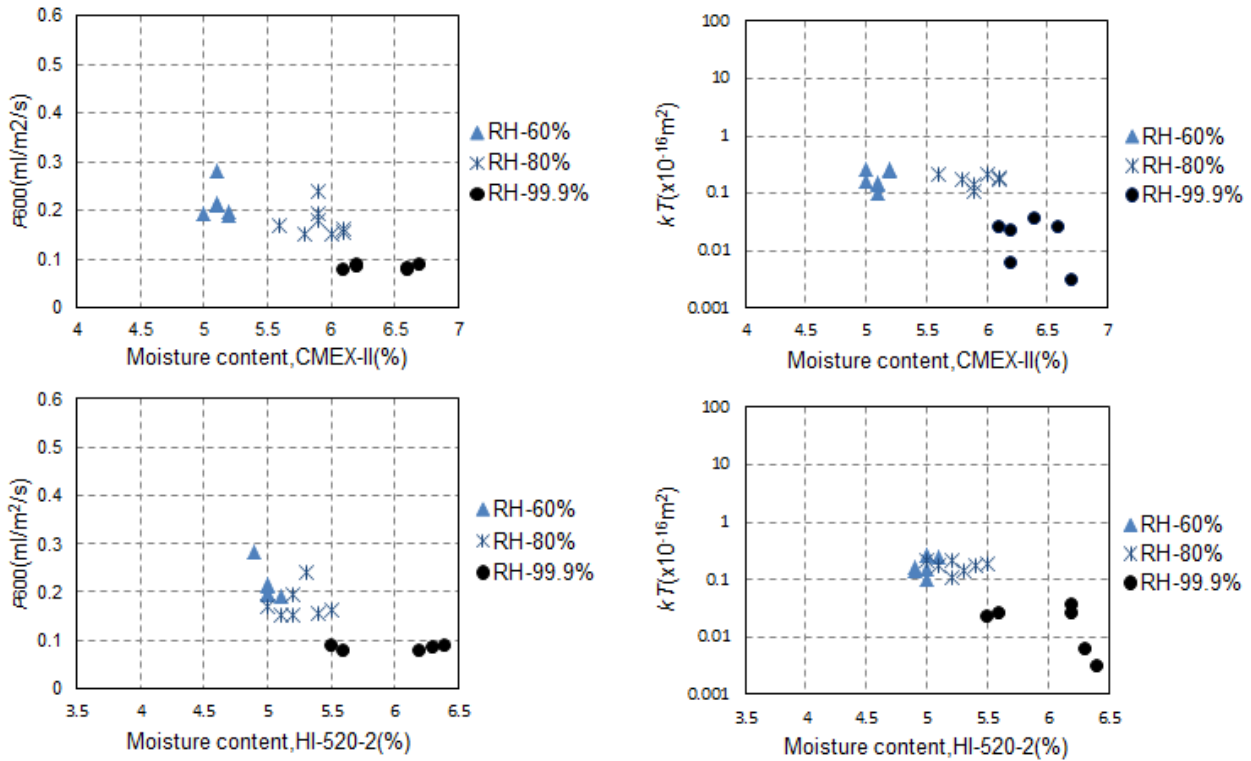 0.6
0.5
0.4
0.3
0.2
0.1
0
P600(ml/m2/s)
4 4.5 5 5.5 6 6.5 7
Moisture content,CMEX-II(%)
RH-60%
RH-80%
RH-99.9%
100
10
1
0.1
0.01
0.001
kT(x10⁻¹⁶m²)
4 4.5 5 5.5 6 6.5 7
Moisture content,CMEX-II(%)
RH-60%
RH-80%
RH-99.9%
0.6
0.5
0.4
0.3
0.2
0.1
0
P600(ml/m²/s)
3.5 4 4.5 5 5.5 6 6.5
Moisture content,HI-520-2(%)
RH-60%
RH-80%
RH-99.9%
100
10
1
0.1
0.01
0.001
kT(x10⁻¹⁶m²)
3.5 4 4.5 5 5.5 6 6.5
Moisture content,HI-520-2(%)
RH-60%
RH-80%
RH-99.9%